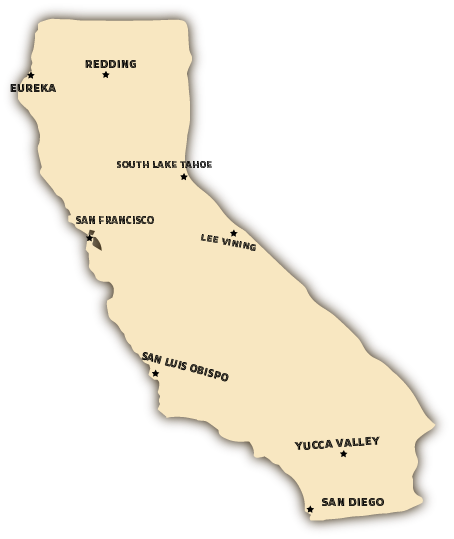 REDDING
EUREKA
SOUTH LAKE TAHOE
SAN FRANCISCO
LEE VINING
SAN LUIS OBISPO
YUCCA VALLEY
SAN DIEGO